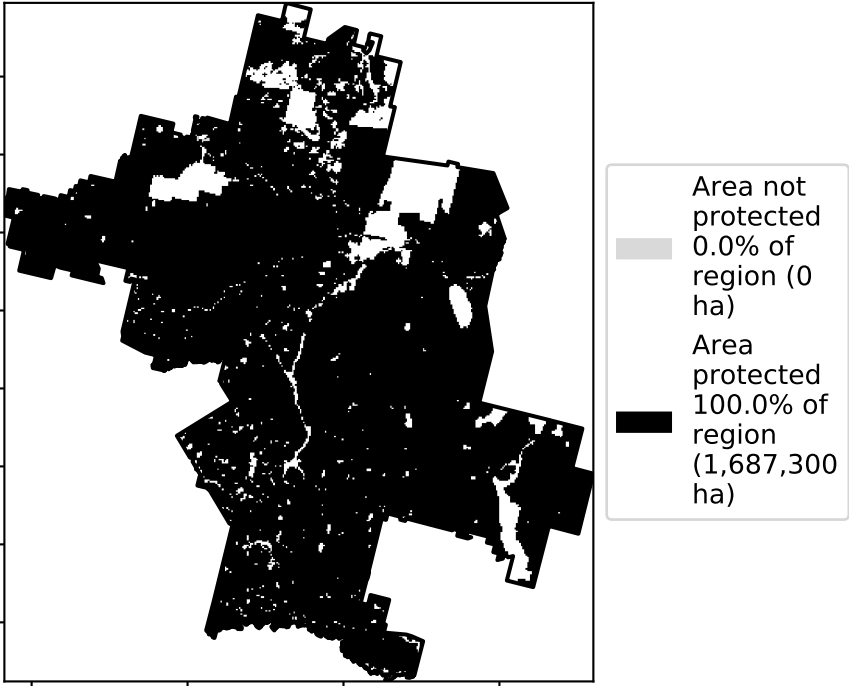 Area not
protected
0.0% of
region (0
ha)
Area
protected
100.0% of
region
(1,687,300
ha)